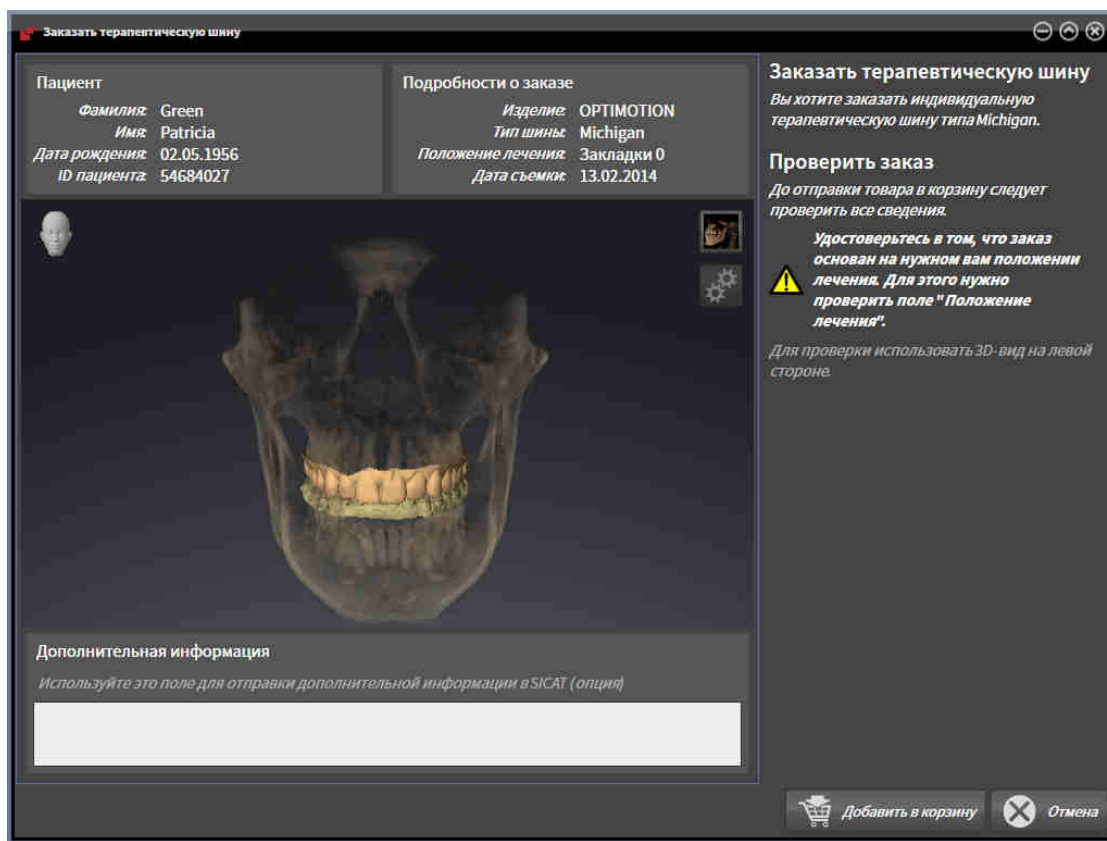 Заказать терапевтическую шину
Пациент
Фамилия: Green
Имя: Patricia
Дата рождения: 02.05.1956
ID пациента: 54684027
Подробности о заказе
Изделие: OPTIMOTION
Тип шины: Michigan
Положение лечения: Закладки 0
Дата съемки: 13.02.2014
Дополнительная информация
Используйте это поле для отправки дополнительной информации в SICAT (опция)
Заказать терапевтическую шину
Вы хотите заказать индивидуальную
терапевтическую шину типа Michigan.
Проверить заказ
До отправки товара в корзину следует
проверить все сведения.
Удостоверьтесь в том, что заказ
основан на нужном вам положении
лечения. Для этого нужно
проверить поле "Положение
лечения".
Для проверки использовать 3D-вид на левой
стороне.
Добавить в корзину
Отмена